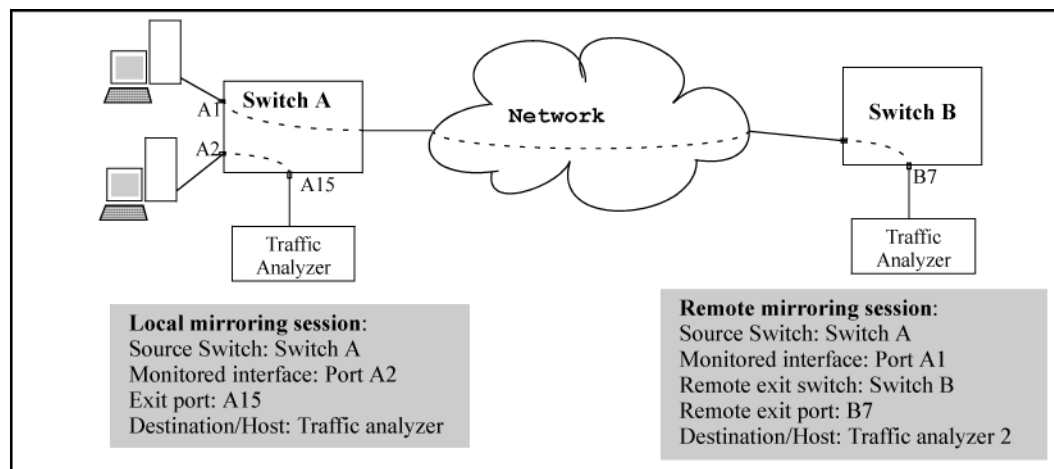 A1
Switch A
Network
Switch B
A2
A15
B7
Traffic
Analyzer
Traffic
Analyzer
Local mirroring session:
Source Switch: Switch A
Monitored interface: Port A2
Exit port: A15
Destination/Host: Traffic analyzer
Remote mirroring session:
Source Switch: Switch A
Monitored interface: Port A1
Remote exit switch: Switch B
Remote exit port: B7
Destination/Host: Traffic analyzer 2